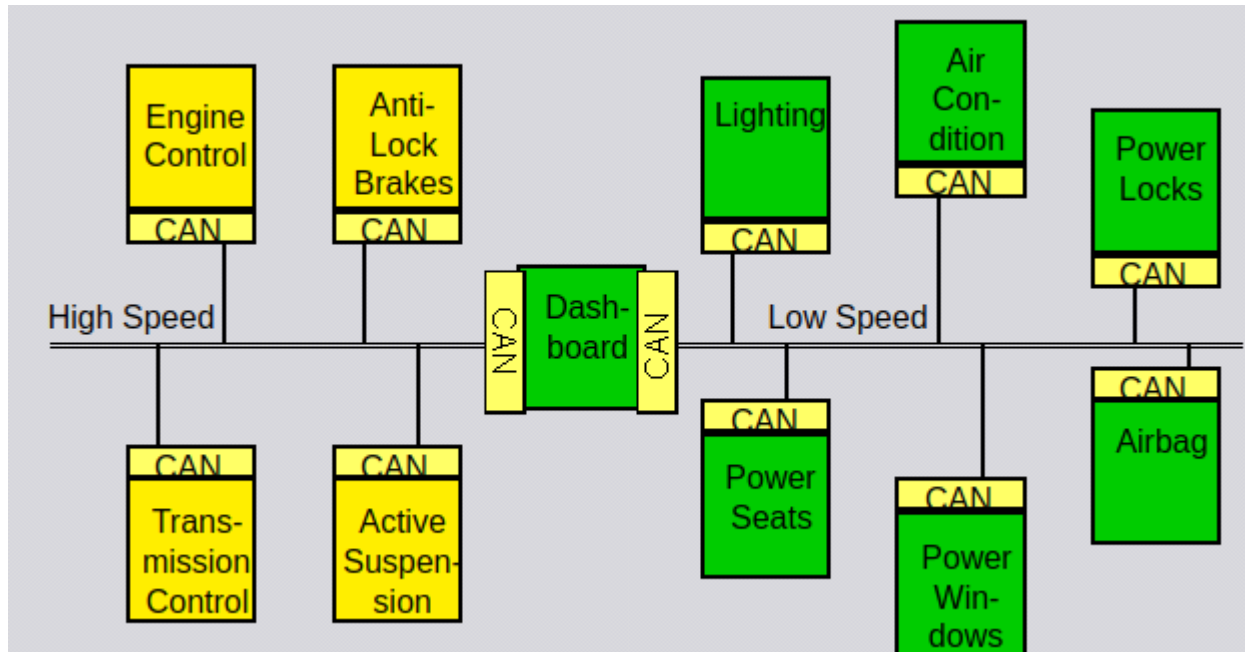 Engine
Control
CAN
Anti-
Lock
Brakes
CAN
Lighting
CAN
Air
Con-
dition
CAN
Power
Locks
CAN
High Speed
CAN
Dash-
board
CAN
Low Speed
CAN
Trans-
mission
Control
CAN
Active
Suspen-
sion
CAN
Power
Seats
CAN
Power
Win-
dows
CAN
Airbag